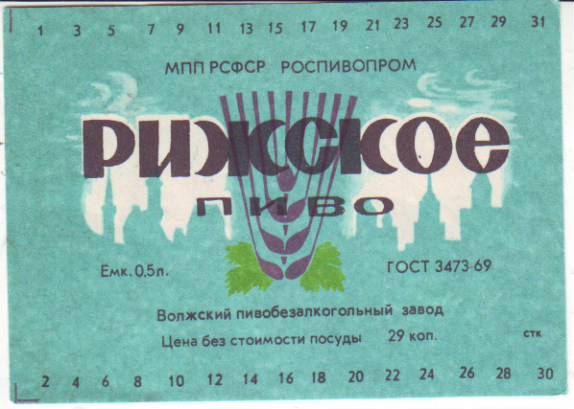 1 3 5 7 9 11 13 15 17 19 21 23 25 27 29 31
МПП РСФСР РОСПИВОПРОМ
РИЖСКОЕ
ПИВО
Емк. 0,5л. ГОСТ 3473-69
Волжский пивобезалкогольный завод
Цена без стоимости посуды 29 коп. стк
2 4 6 8 10 12 14 16 18 20 22 24 26 28 30